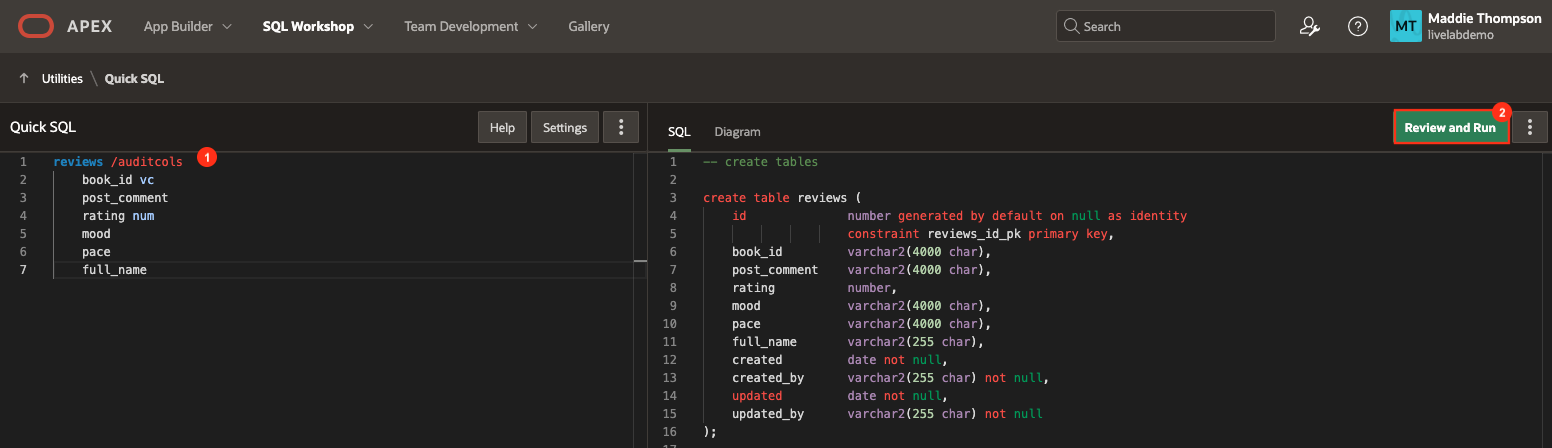 APEX App Builder SQL Workshop Team Development Gallery Search MT Maddie Thompson
livelabdemo
Utilities \ Quick SQL
Quick SQL Help Settings
1 reviews /auditcols 1
2 book_id vc
3 post_comment
4 rating num
5 mood
6 pace
7 full_name
SQL Diagram Review and Run 2
1 -- create tables
2
3 create table reviews (
4 id number generated by default on null as identity
5 constraint reviews_id_pk primary key,
6 book_id varchar2(4000 char),
7 post_comment varchar2(4000 char),
8 rating number,
9 mood varchar2(4000 char),
10 pace varchar2(4000 char),
11 full_name varchar2(255 char),
12 created date not null,
13 created_by varchar2(255 char) not null,
14 updated date not null,
15 updated_by varchar2(255 char) not null
16 );